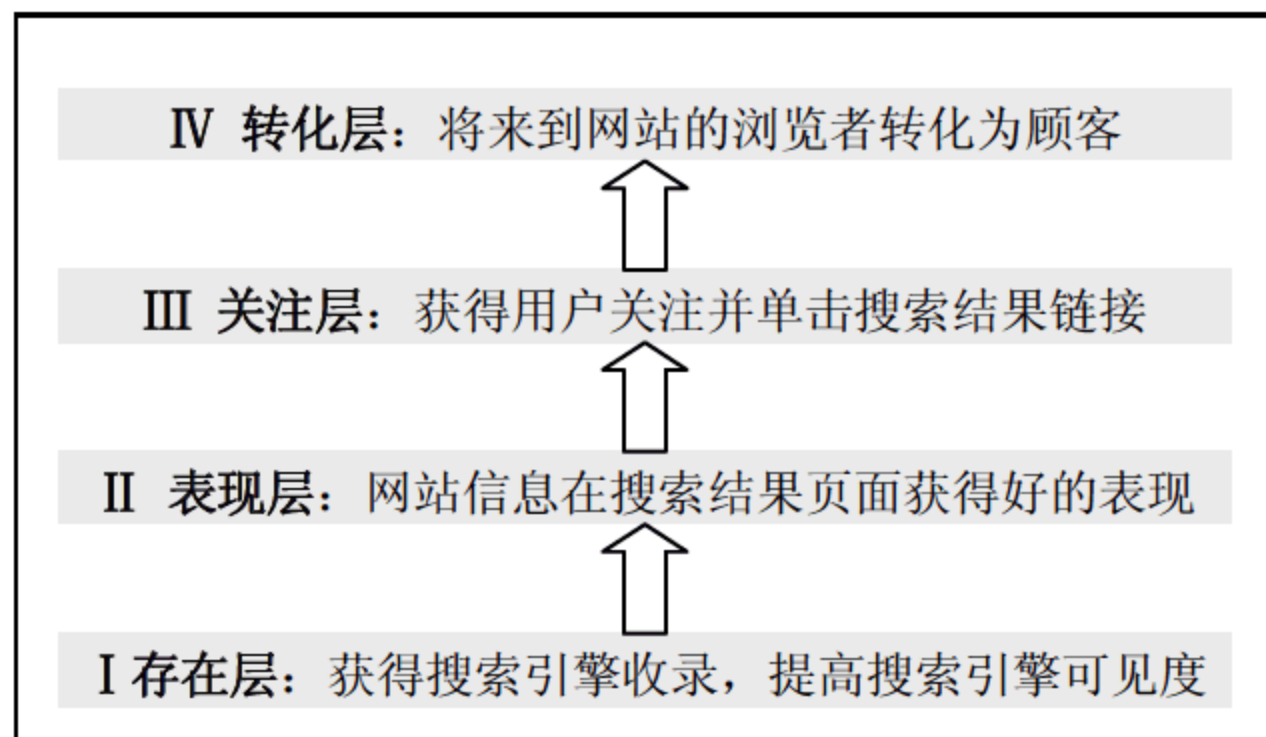 Ⅳ 转化层：将来到网站的浏览者转化为顾客
Ⅲ 关注层：获得用户关注并单击搜索结果链接
Ⅱ 表现层：网站信息在搜索结果页面获得好的表现
Ⅰ存在层：获得搜索引擎收录，提高搜索引擎可见度